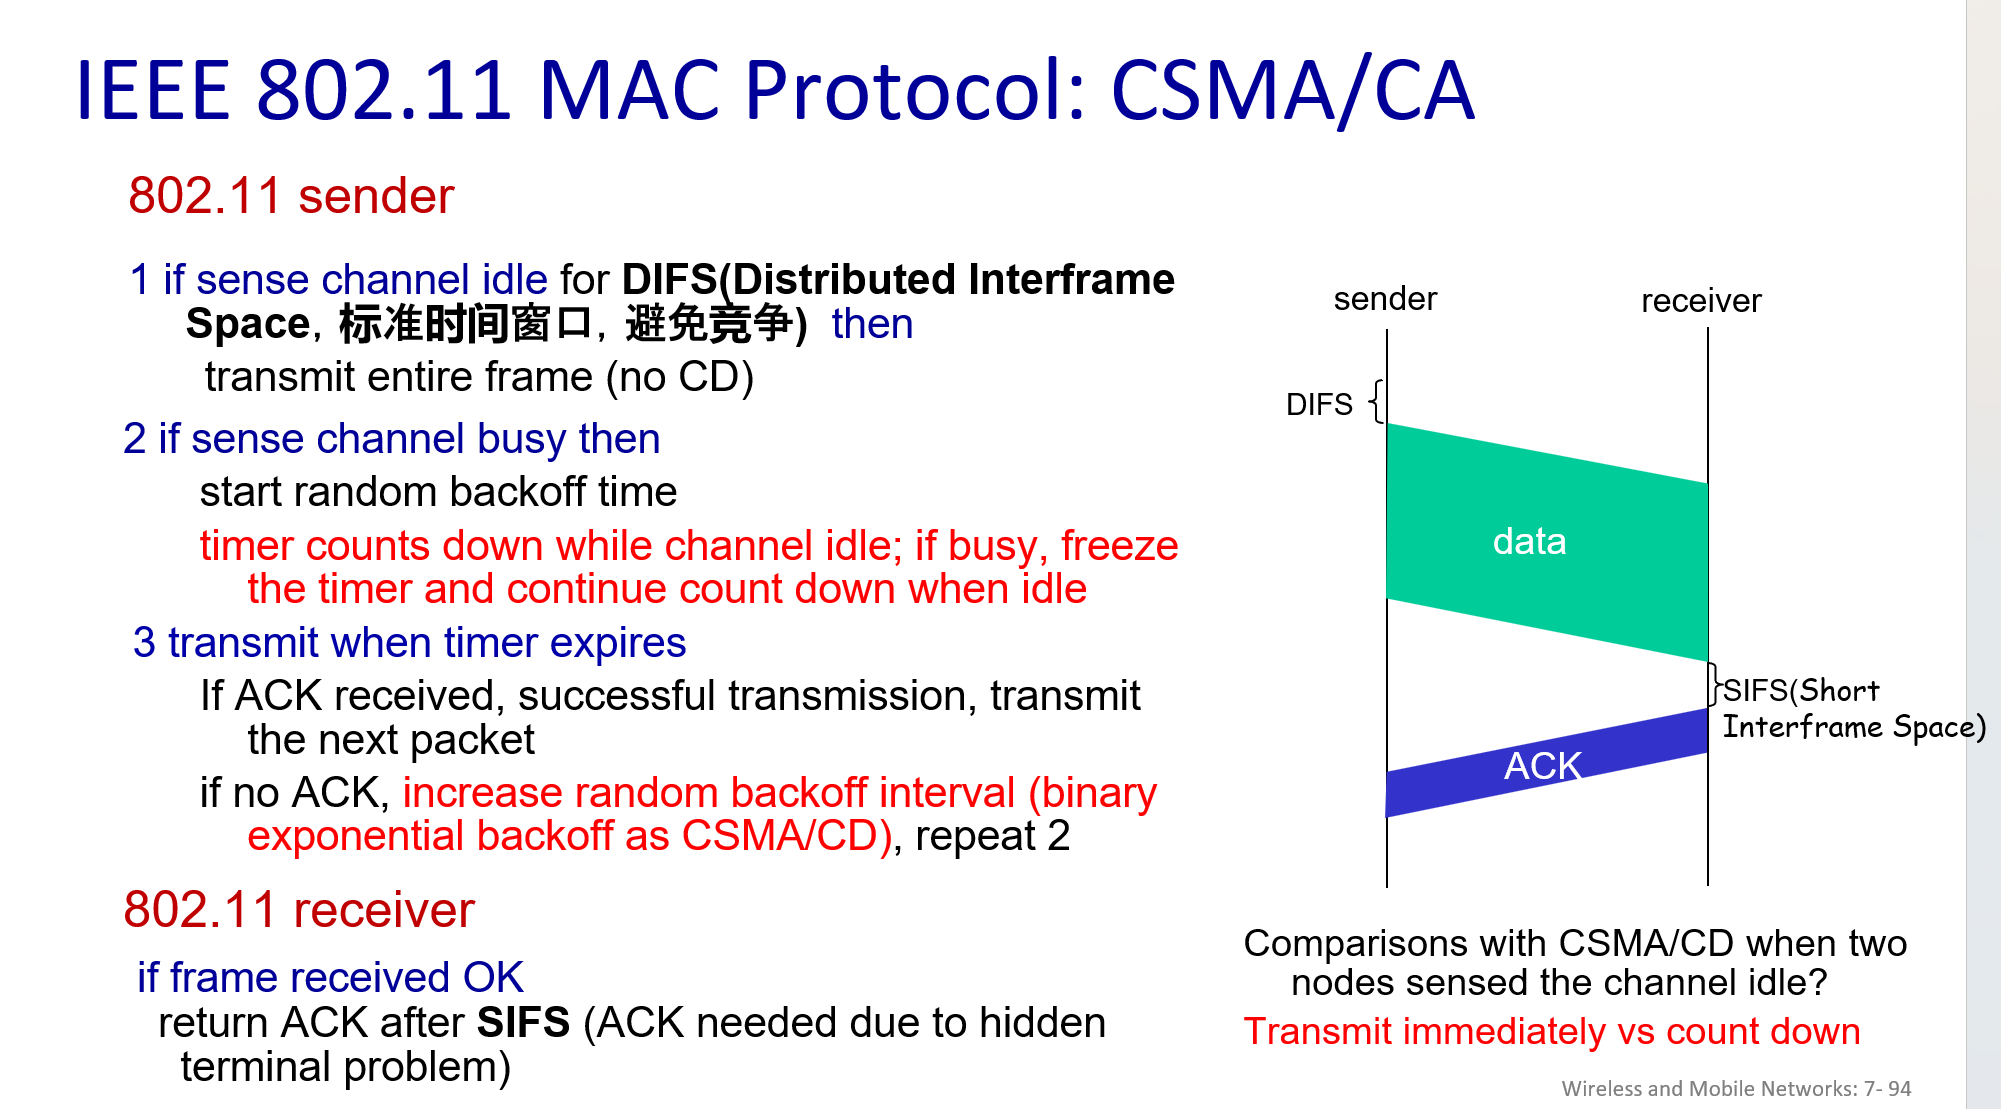 IEEE 802.11 MAC Protocol: CSMA/CA
802.11 sender
1 if sense channel idle for DIFS(Distributed Interframe
Space, 标准时间窗口, 避免竞争) then
transmit entire frame (no CD)
2 if sense channel busy then
start random backoff time
timer counts down while channel idle; if busy, freeze
the timer and continue count down when idle
3 transmit when timer expires
If ACK received, successful transmission, transmit
the next packet
if no ACK, increase random backoff interval (binary
exponential backoff as CSMA/CD), repeat 2
802.11 receiver
if frame received OK
return ACK after SIFS (ACK needed due to hidden
terminal problem)
sender
receiver
DIFS
data
SIFS(Short
Interframe Space)
ACK
Comparisons with CSMA/CD when two
nodes sensed the channel idle?
Transmit immediately vs count down
Wireless and Mobile Networks: 7- 94